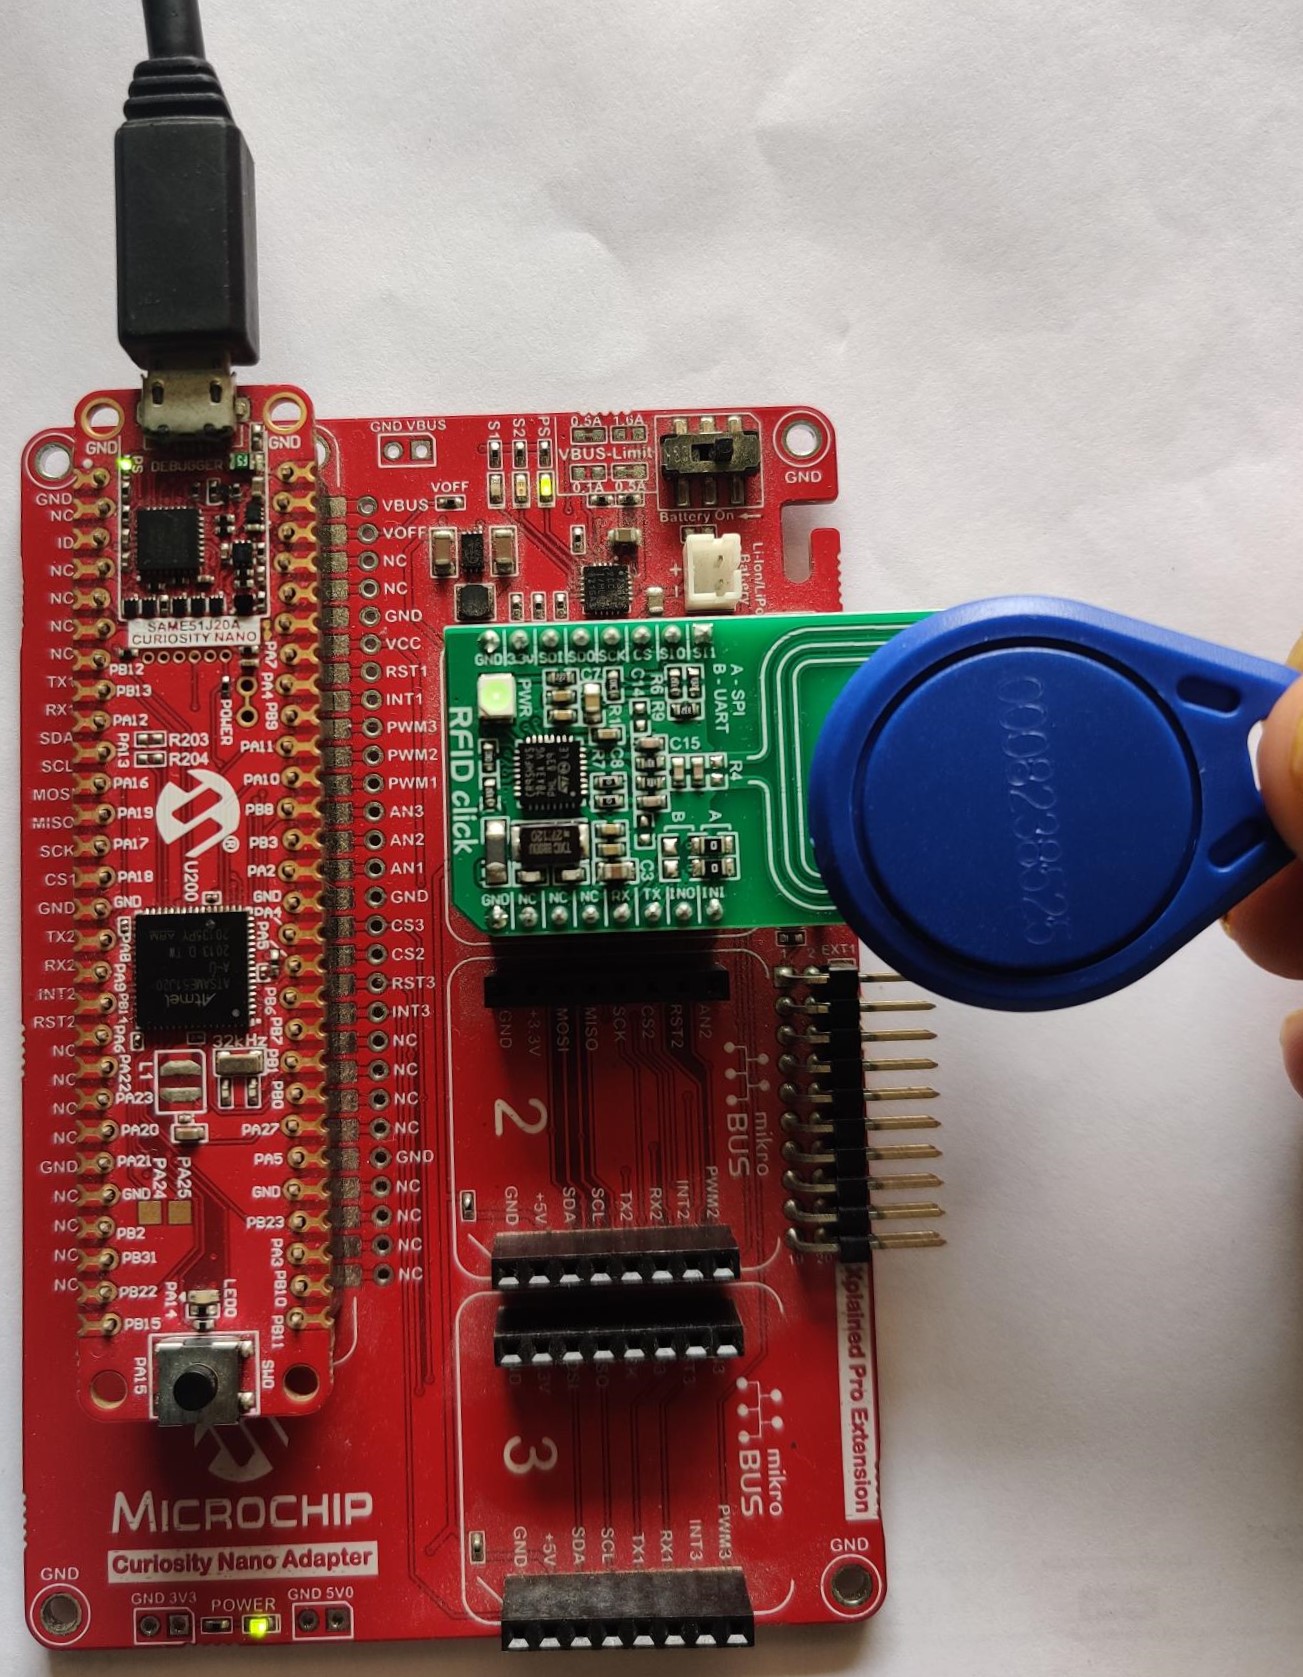 GND
GND
PS
DEBUGGER
SAME51J20A
CURIOSITY NANO
GND
NC
ID
NC
NC
NC
NC
TX1
RX1
SDA
SCL
MOSI
MISO
SCK
CS1
GND
TX2
RX2
INT2
RST2
NC
NC
NC
NC
GND
NC
NC
NC
NC
PB12
PB13
PA12
PA13
PA16
PA19
PA17
PA18
GND
PA22
PA23
PA20
PA21
GND
PB2
PB31
PB22
PB15
POWER
R203
R204
U200
Atmel
32kHz
L1
PA24
PA25
PA14
LED0
PA15
SW0
PA7
PA4
PB9
PA11
PA10
PB8
PB3
PA2
GND
PA4
PA5
PB6
PB7
PB0
PA27
PA5
GND
PB23
PA3
PB10
PB11
GND VBUS
VOFF
S1
S2
PS
0.5A 1.6A
VBUS-Limit
0.1A 0.5A
Battery On
GND
Li-Ion/LiPo
Battery
+
-
VBUS
VOFF
NC
NC
GND
VCC
RST1
INT1
PWM3
PWM2
PWM1
AN3
AN2
AN1
GND
CS3
CS2
RST3
INT3
NC
NC
NC
NC
GND
NC
NC
NC
NC
GND 3.3V SDI SDO SCK CS SI0 SI1
PWR
A - SPI
B - UART
RFID click
C7
C14
R6
R9
C8
R7
C15
R4
C3
B
A
GND NC NC NC RX TX IN0 IN1
0008239525
EXT1
GND
+3.3V
MOSI
MISO
SCK
CS2
RST2
AN2
2
mikro
BUS
GND
+5V
SDA
SCL
TX2
RX2
INT2
PWM2
3
mikro
BUS
GND
+5V
SDA
SCL
TX1
RX1
INT3
PWM3
Xplained Pro Extension
MICROCHIP
Curiosity Nano Adapter
GND
GND 3V3
POWER
GND 5V0
GND